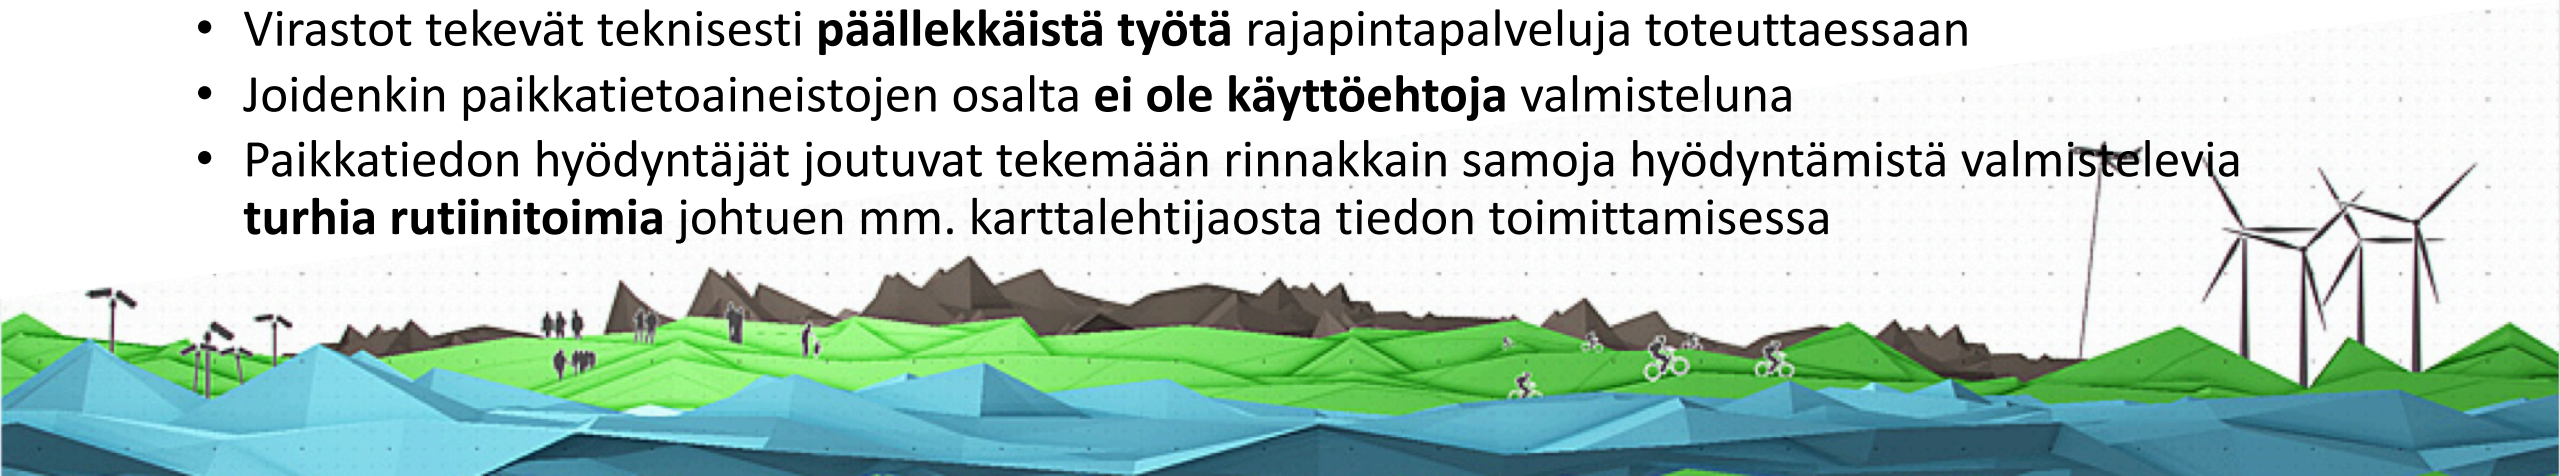 • Virastot tekevät teknisesti päällekkäistä työtä rajapintapalveluja toteuttaessaan
• Joidenkin paikkatietoaineistojen osalta ei ole käyttöehtoja valmisteluna
• Paikkatiedon hyödyntäjät joutuvat tekemään rinnakkain samoja hyödyntämistä valmistelevia
turhia rutiinitoimia johtuen mm. karttalehtijaosta tiedon toimittamisessa